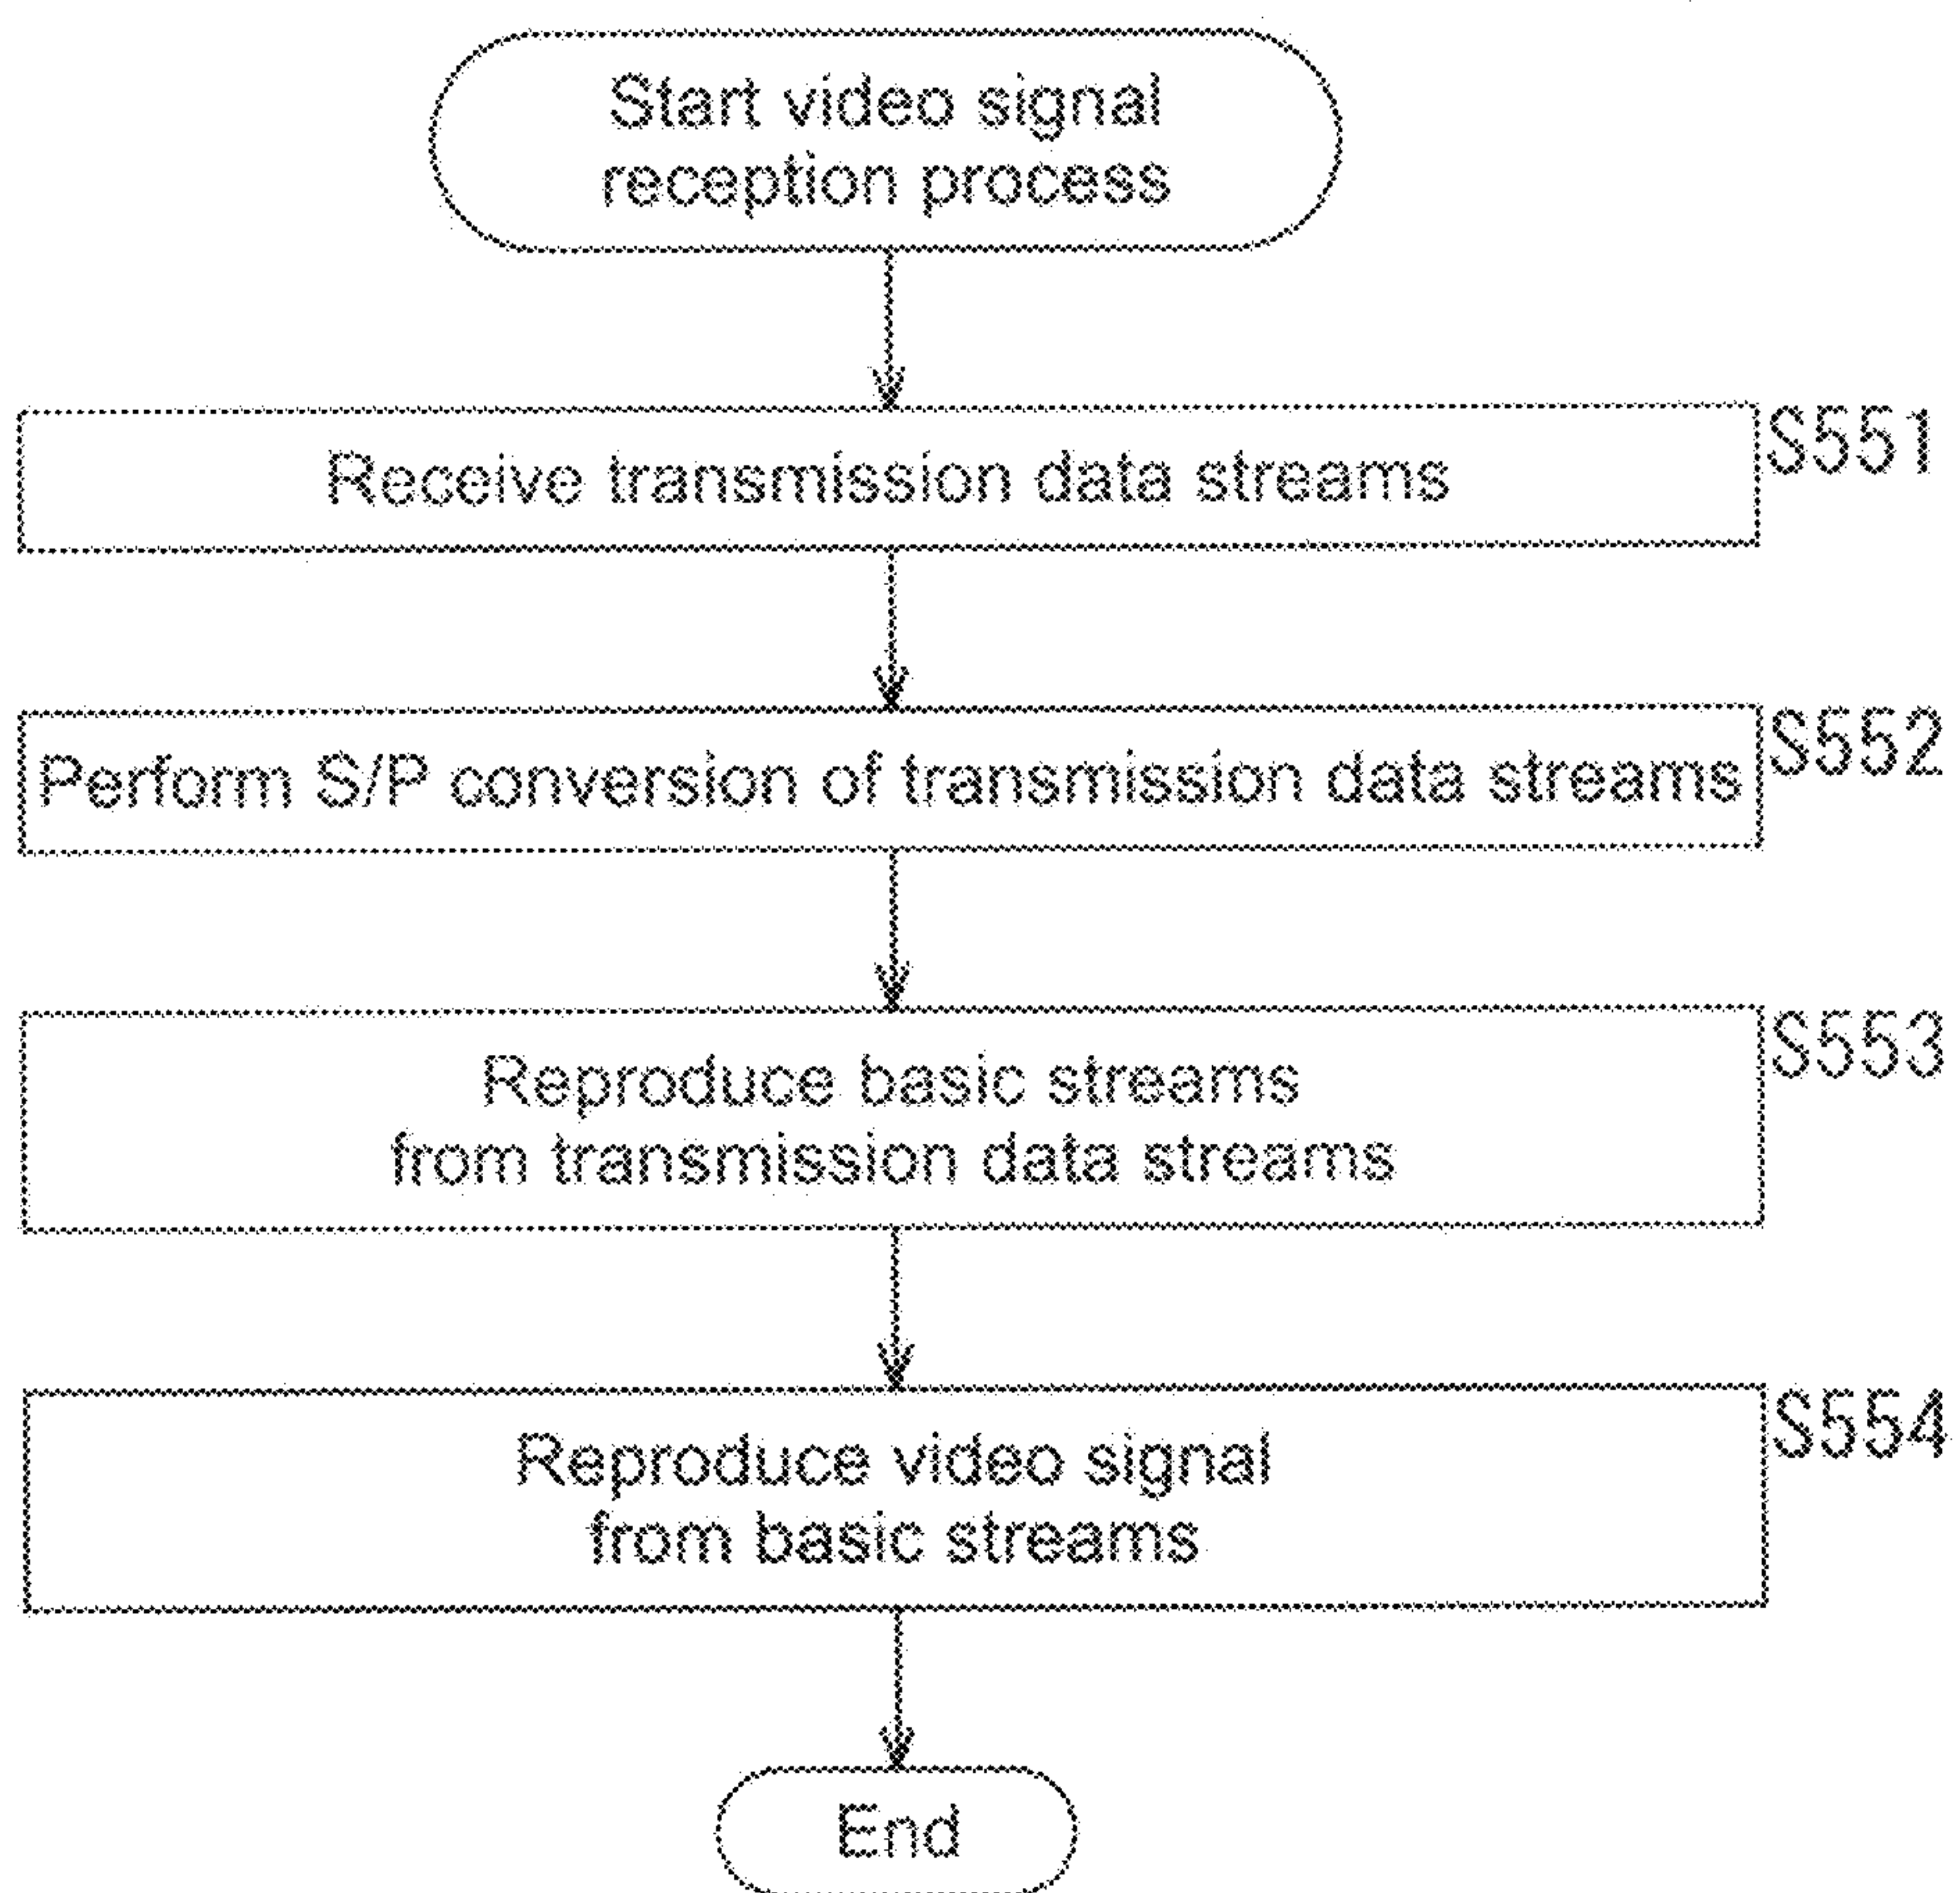 Start video signal
reception process
Receive transmission data streams
S551
Perform S/P conversion of transmission data streams
S552
Reproduce basic streams
from transmission data streams
S553
Reproduce video signal
from basic streams
S554
End